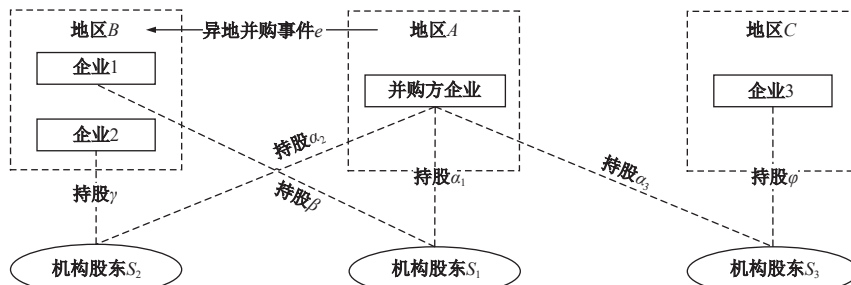 地区B
异地并购事件e
地区A
地区C
企业1
并购方企业
企业3
企业2
持股α₂
持股γ
持股β
持股α₁
持股α₃
持股φ
机构股东S₂
机构股东S₁
机构股东S₃